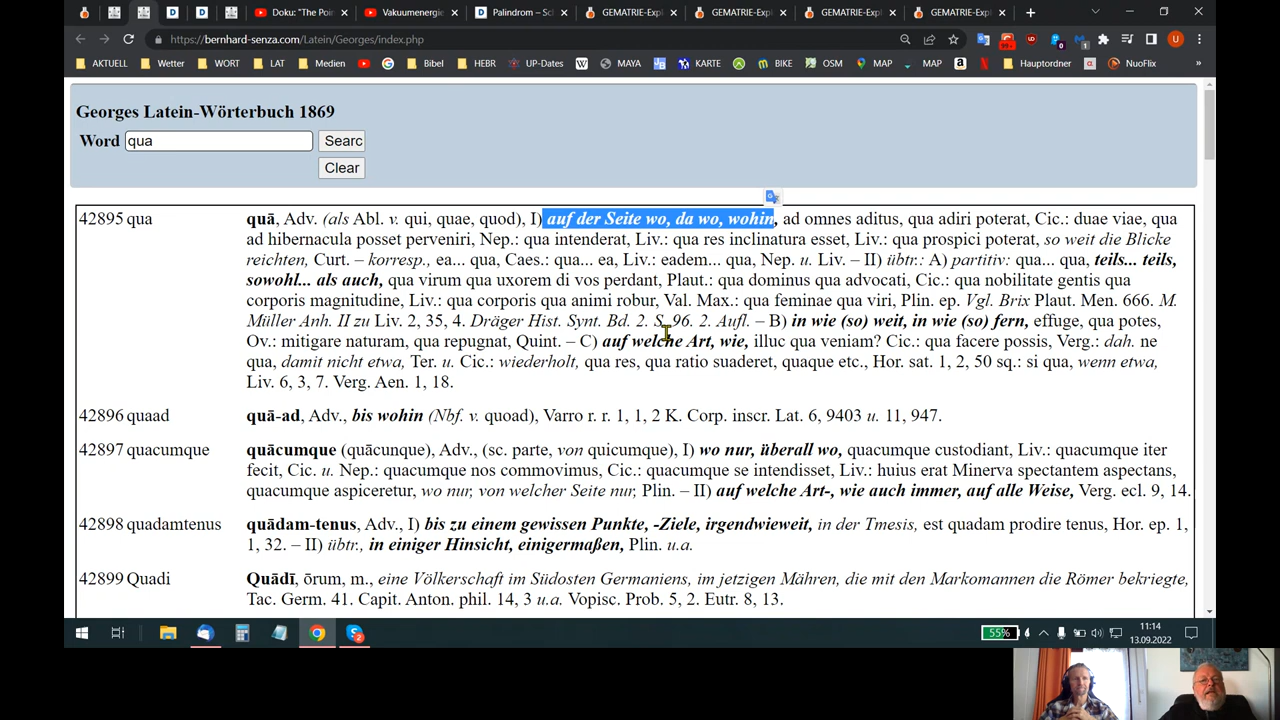 Doku: "The Poin
Vakuumenergie
Palindrom – Sc
GEMATRIE-Expl
GEMATRIE-Expl
GEMATRIE-Expl
GEMATRIE-Expl
https://bernhard-senza.com/Latein/Georges/index.php
AKTUELL Wetter WORT LAT Medien Bibel HEBR UP-Dates MAYA KARTE BIKE OSM MAP MAP Hauptordner NuoFlix »
Georges Latein-Wörterbuch 1869
Word qua Searc
Clear
42895 qua quā, Adv. (als Abl. v. qui, quae, quod), I) auf der Seite wo, da wo, wohin, ad omnes aditus, qua adiri poterat, Cic.: duae viae, qua
ad hibernacula posset perveniri, Nep.: qua intenderat, Liv.: qua res inclinatura esset, Liv.: qua prospici poterat, so weit die Blicke
reichten, Curt. – korresp., ea... qua, Caes.: qua... ea, Liv.: eadem... qua, Nep. u. Liv. – II) übtr.: A) partitiv: qua... qua, teils... teils,
sowohl... als auch, qua virum qua uxorem di vos perdant, Plaut.: qua dominus qua advocati, Cic.: qua nobilitate gentis qua
corporis magnitudine, Liv.: qua corporis qua animi robur, Val. Max.: qua feminae qua viri, Plin. ep. Vgl. Brix Plaut. Men. 666. M.
Müller Anh. II zu Liv. 2, 35, 4. Dräger Hist. Synt. Bd. 2. S. 96. 2. Aufl. – B) in wie (so) weit, in wie (so) fern, effuge, qua potes,
Ov.: mitigare naturam, qua repugnat, Quint. – C) auf welche Art, wie, illuc qua veniam? Cic.: qua facere possis, Verg.: dah. ne
qua, damit nicht etwa, Ter. u. Cic.: wiederholt, qua res, qua ratio suaderet, quaque etc., Hor. sat. 1, 2, 50 sq.: si qua, wenn etwa,
Liv. 6, 3, 7. Verg. Aen. 1, 18.
42896 quaad quā-ad, Adv., bis wohin (Nbf. v. quoad), Varro r. r. 1, 1, 2 K. Corp. inscr. Lat. 6, 9403 u. 11, 947.
42897 quacumque quācumque (quācunque), Adv., (sc. parte, von quicumque), I) wo nur, überall wo, quacumque custodiant, Liv.: quacumque iter
fecit, Cic. u. Nep.: quacumque nos commovimus, Cic.: quacumque se intendisset, Liv.: huius erat Minerva spectantem aspectans,
quacumque aspiceretur, wo nur, von welcher Seite nur, Plin. – II) auf welche Art-, wie auch immer, auf alle Weise, Verg. ecl. 9, 14.
42898 quadamtenus quādam-tenus, Adv., I) bis zu einem gewissen Punkte, -Ziele, irgendwieweit, in der Tmesis, est quadam prodire tenus, Hor. ep. 1,
1, 32. – II) übtr., in einiger Hinsicht, einigermaßen, Plin. u.a.
42899 Quadi Quādī, ōrum, m., eine Völkerschaft im Südosten Germaniens, im jetzigen Mähren, die mit den Markomannen die Römer bekriegte,
Tac. Germ. 41. Capit. Anton. phil. 14, 3 u.a. Vopisc. Prob. 5, 2. Eutr. 8, 13.
55% 11:14
13.09.2022